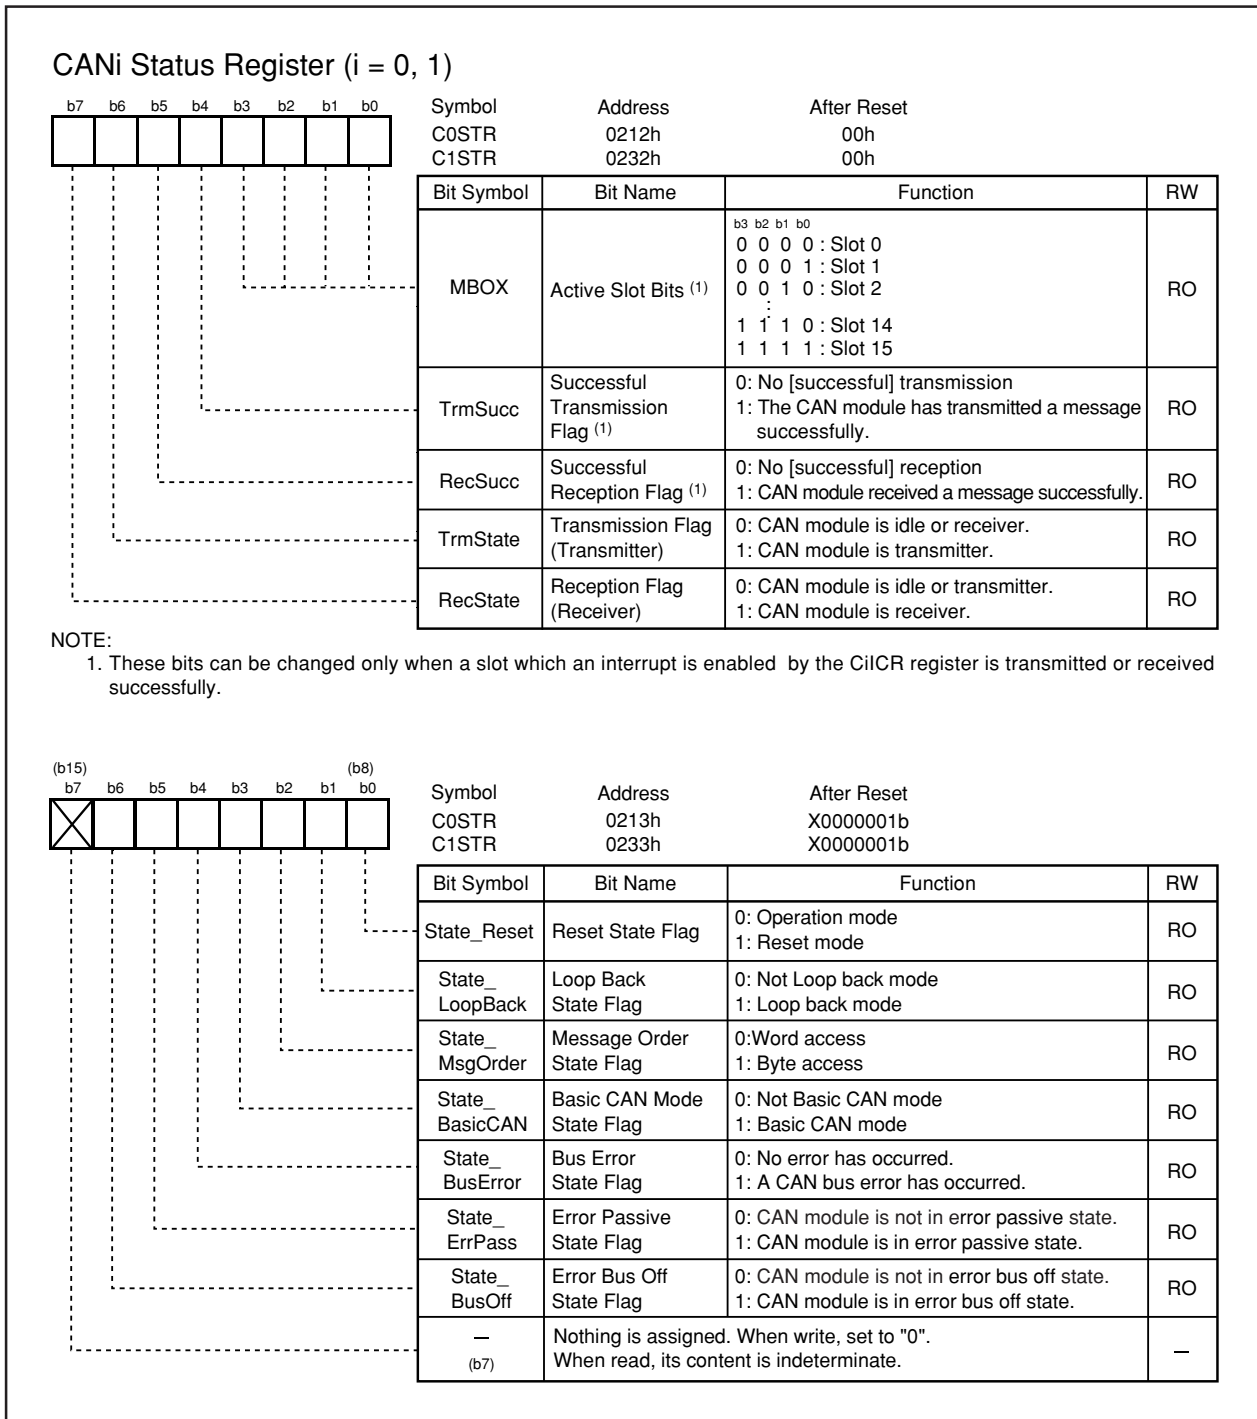 CANi Status Register (i = 0, 1)
b7 b6 b5 b4 b3 b2 b1 b0
Symbol Address After Reset
C0STR 0212h 00h
C1STR 0232h 00h
Bit Symbol Bit Name Function RW
MBOX Active Slot Bits (1) RO
b3 b2 b1 b0
0 0 0 0 : Slot 0
0 0 0 1 : Slot 1
0 0 1 0 : Slot 2
:
1 1 1 0 : Slot 14
1 1 1 1 : Slot 15
TrmSucc
Successful
Transmission
Flag (1)
0: No [successful] transmission
1: The CAN module has transmitted a message
successfully.
RO
RecSucc
Successful
Reception Flag (1)
0: No [successful] reception
1: CAN module received a message successfully.
RO
TrmState
Transmission Flag
(Transmitter)
0: CAN module is idle or receiver.
1: CAN module is transmitter.
RO
RecState
Reception Flag
(Receiver)
0: CAN module is idle or transmitter.
1: CAN module is receiver.
RO
NOTE:
1. These bits can be changed only when a slot which an interrupt is enabled by the CiICR register is transmitted or received
successfully.
(b15) (b8)
b7 b6 b5 b4 b3 b2 b1 b0
Symbol Address After Reset
C0STR 0213h X0000001b
C1STR 0233h X0000001b
Bit Symbol Bit Name Function RW
State_Reset
Reset State Flag
0: Operation mode
1: Reset mode
RO
State_
LoopBack
Loop Back
State Flag
0: Not Loop back mode
1: Loop back mode
RO
State_
MsgOrder
Message Order
State Flag
0:Word access
1: Byte access
RO
State_
BasicCAN
Basic CAN Mode
State Flag
0: Not Basic CAN mode
1: Basic CAN mode
RO
State_
BusError
Bus Error
State Flag
0: No error has occurred.
1: A CAN bus error has occurred.
RO
State_
ErrPass
Error Passive
State Flag
0: CAN module is not in error passive state.
1: CAN module is in error passive state.
RO
State_
BusOff
Error Bus Off
State Flag
0: CAN module is not in error bus off state.
1: CAN module is in error bus off state.
RO
–
(b7)
Nothing is assigned. When write, set to "0".
When read, its content is indeterminate.
–